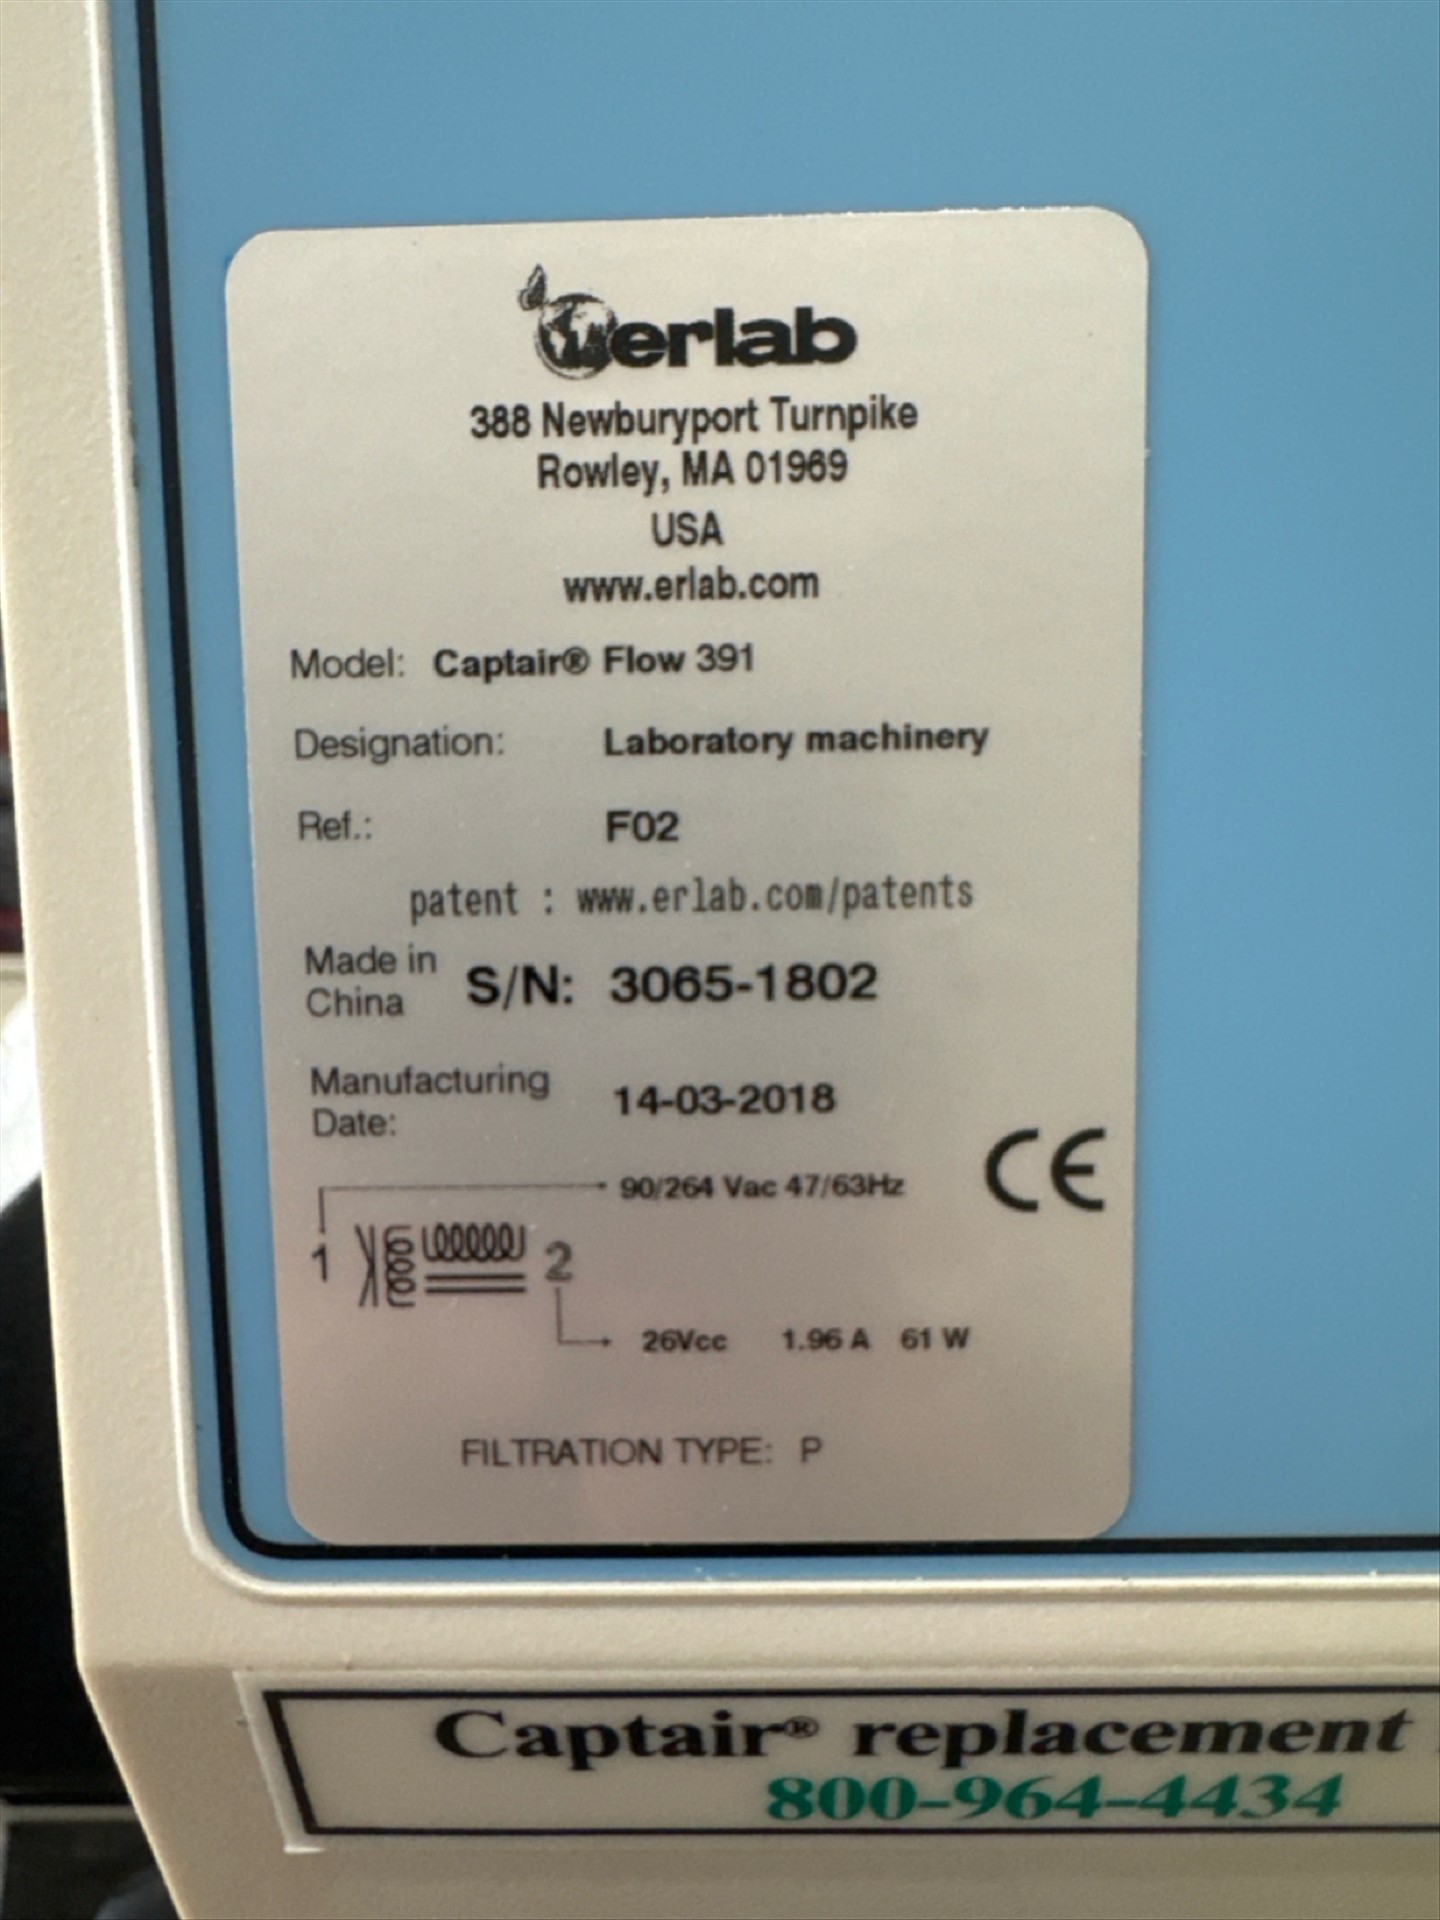 erlab
388 Newburyport Turnpike
Rowley, MA 01969
USA
www.erlab.com
Model: Captair® Flow 391
Designation: Laboratory machinery
Ref.: F02
patent : www.erlab.com/patents
Made in China S/N: 3065-1802
Manufacturing Date: 14-03-2018
CE
90/264 Vac 47/63Hz
1 2
26Vcc 1.96 A 61 W
FILTRATION TYPE: P
Captair® replacement
800-964-4434